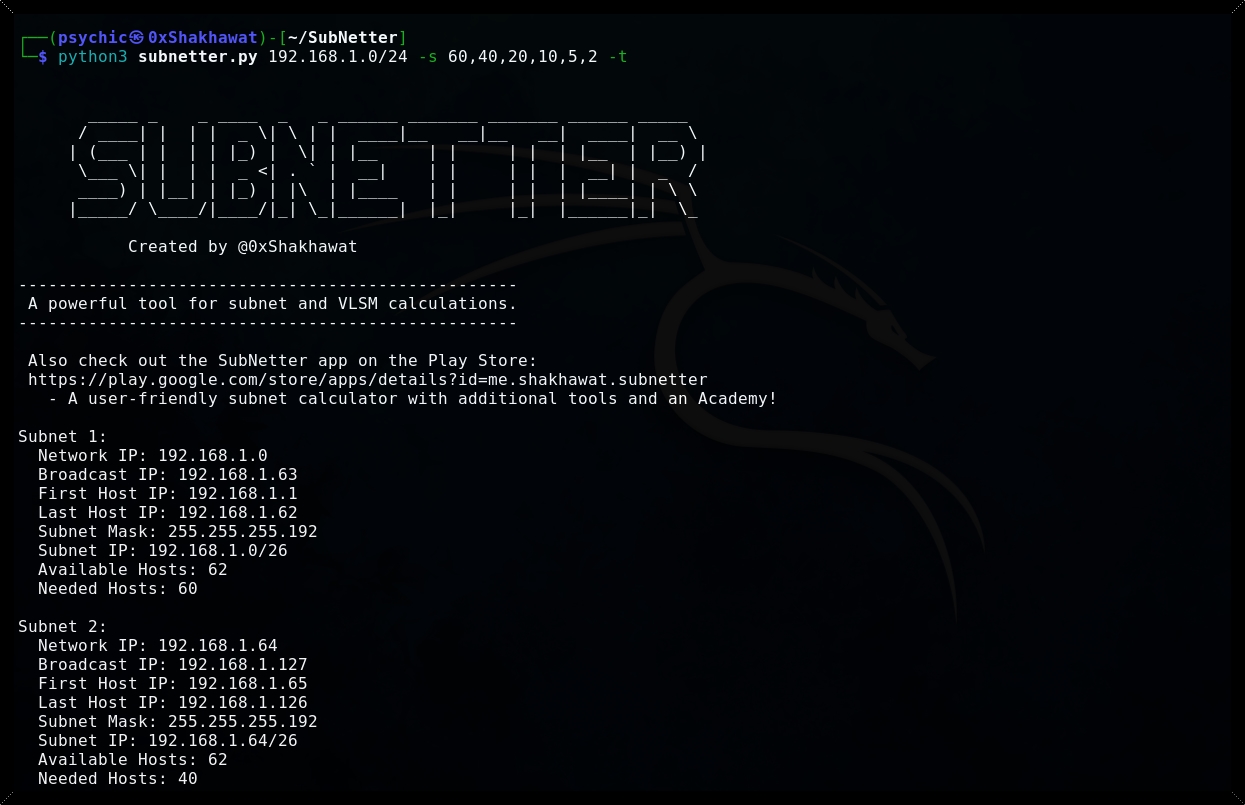 ┌──(psychic㉿0xShakhawat)-[~/SubNetter]
└─$ python3 subnetter.py 192.168.1.0/24 -s 60,40,20,10,5,2 -t
SUBNETTER
Created by @0xShakhawat
--------------------------------------------------
A powerful tool for subnet and VLSM calculations.
--------------------------------------------------
Also check out the SubNetter app on the Play Store:
https://play.google.com/store/apps/details?id=me.shakhawat.subnetter
- A user-friendly subnet calculator with additional tools and an Academy!
Subnet 1:
Network IP: 192.168.1.0
Broadcast IP: 192.168.1.63
First Host IP: 192.168.1.1
Last Host IP: 192.168.1.62
Subnet Mask: 255.255.255.192
Subnet IP: 192.168.1.0/26
Available Hosts: 62
Needed Hosts: 60
Subnet 2:
Network IP: 192.168.1.64
Broadcast IP: 192.168.1.127
First Host IP: 192.168.1.65
Last Host IP: 192.168.1.126
Subnet Mask: 255.255.255.192
Subnet IP: 192.168.1.64/26
Available Hosts: 62
Needed Hosts: 40